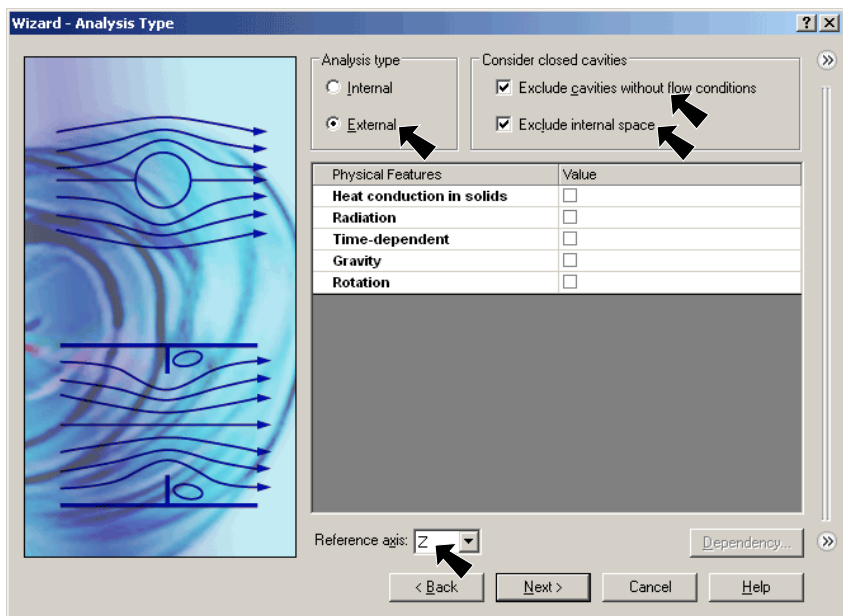 Wizard - Analysis Type
Analysis type
Internal
External
Consider closed cavities
Exclude cavities without flow conditions
Exclude internal space
Physical Features Value
Heat conduction in solids
Radiation
Time-dependent
Gravity
Rotation
Reference axis: Z
Dependency...
< Back Next > Cancel Help